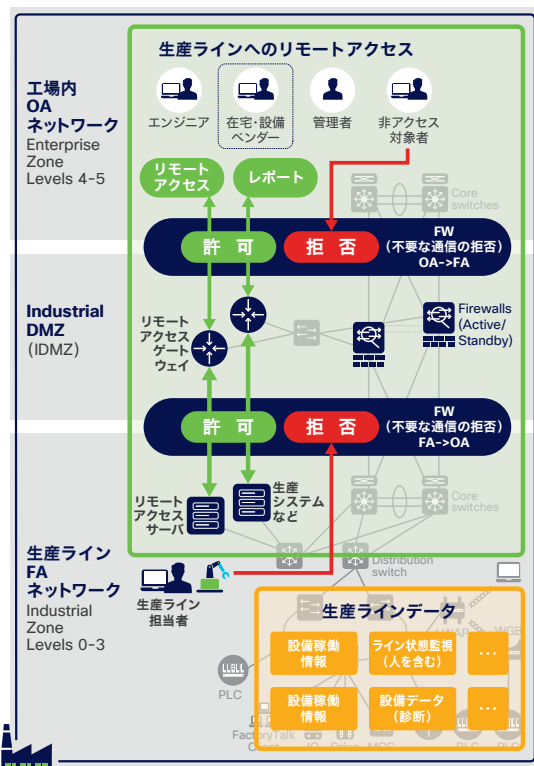 生産ラインへのリモートアクセス
工場内
OA
ネットワーク
Enterprise
Zone
Levels 4-5
エンジニア
在宅・設備
ベンダー
管理者
非アクセス
対象者
リモート
アクセス
レポート
Core
switches
許 可
拒 否
FW
(不要な通信の拒否)
OA->FA
Industrial
DMZ
(IDMZ)
リモート
アクセス
ゲート
ウェイ
Firewalls
(Active/
Standby)
許 可
拒 否
FW
(不要な通信の拒否)
FA->OA
リモート
アクセス
サーバ
生産
システム
など
Core
switches
生産ライン
FA
ネットワーク
Industrial
Zone
Levels 0-3
Distribution
switch
生産ライン
担当者
生産ラインデータ
WGB
PLC
設備稼働
情報
ライン状態監視
(人を含む)
…
設備稼働
情報
設備データ
(診断)
…
FactoryTalk